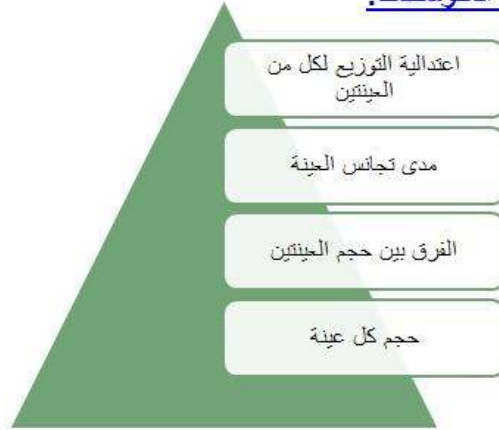 اعتدالية التوزيع لكل من
العينتين
مدى تجانس العينة
الفرق بين حجم العينتين
حجم كل عينة